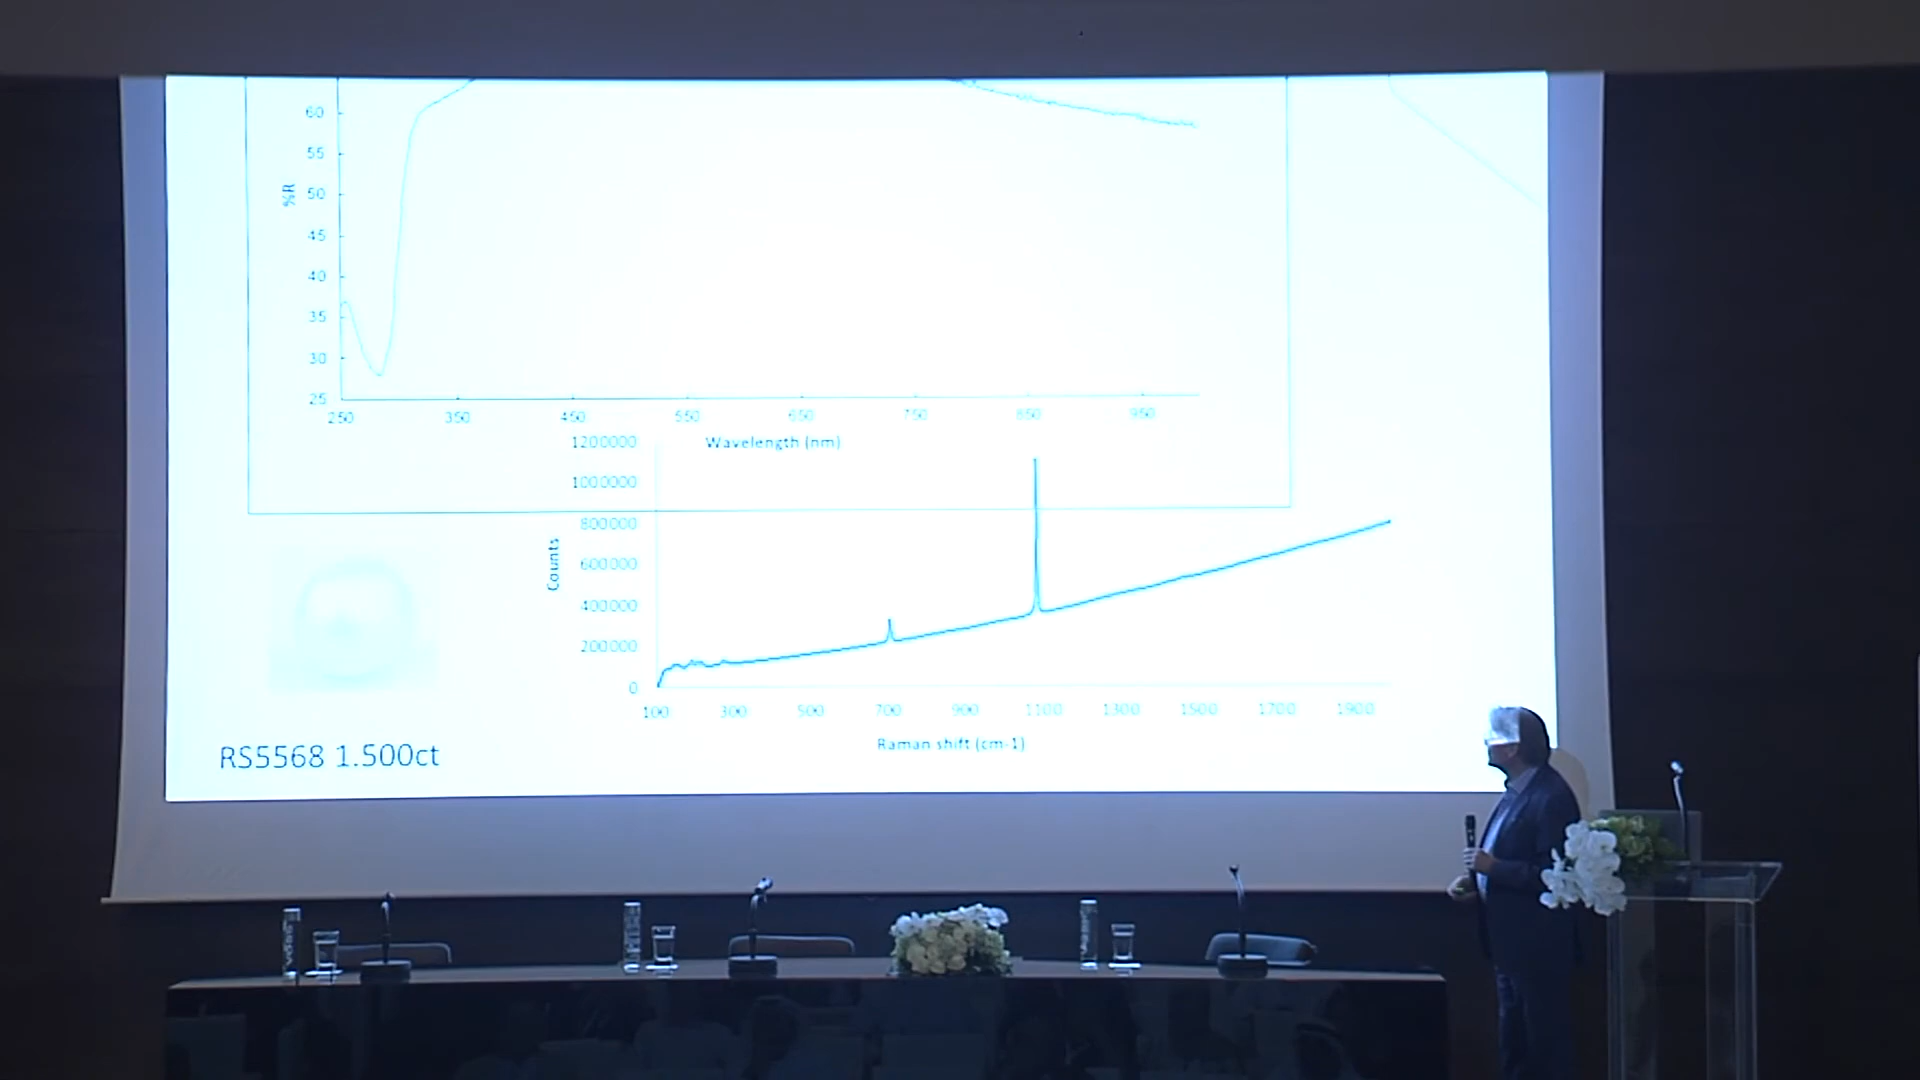 60
55
50
45
40
35
30
25
%R
250 350 450 550 650 750 850 950
Wavelength (nm)
1200000
1000000
800000
600000
400000
200000
0
Counts
100 300 500 700 900 1100 1300 1500 1700 1900
Raman shift (cm-1)
RS5568 1.500ct